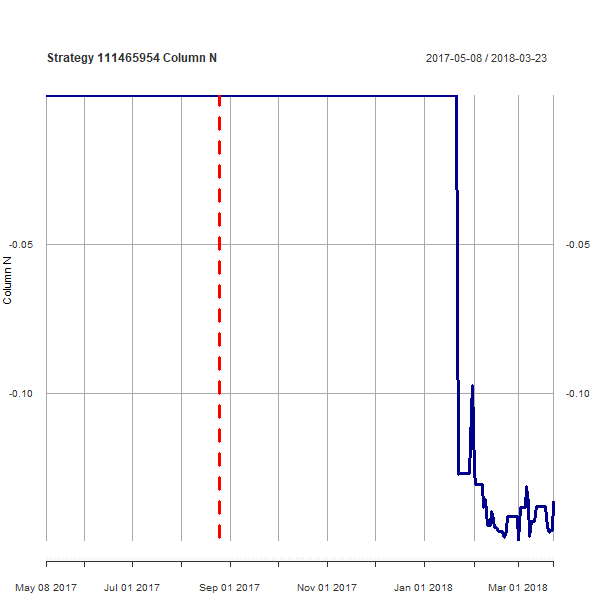 Strategy 111465954 Column N
2017-05-08 / 2018-03-23
Column N
-0.05
-0.05
-0.10
-0.10
May 08 2017
Jul 01 2017
Sep 01 2017
Nov 01 2017
Jan 01 2018
Mar 01 2018